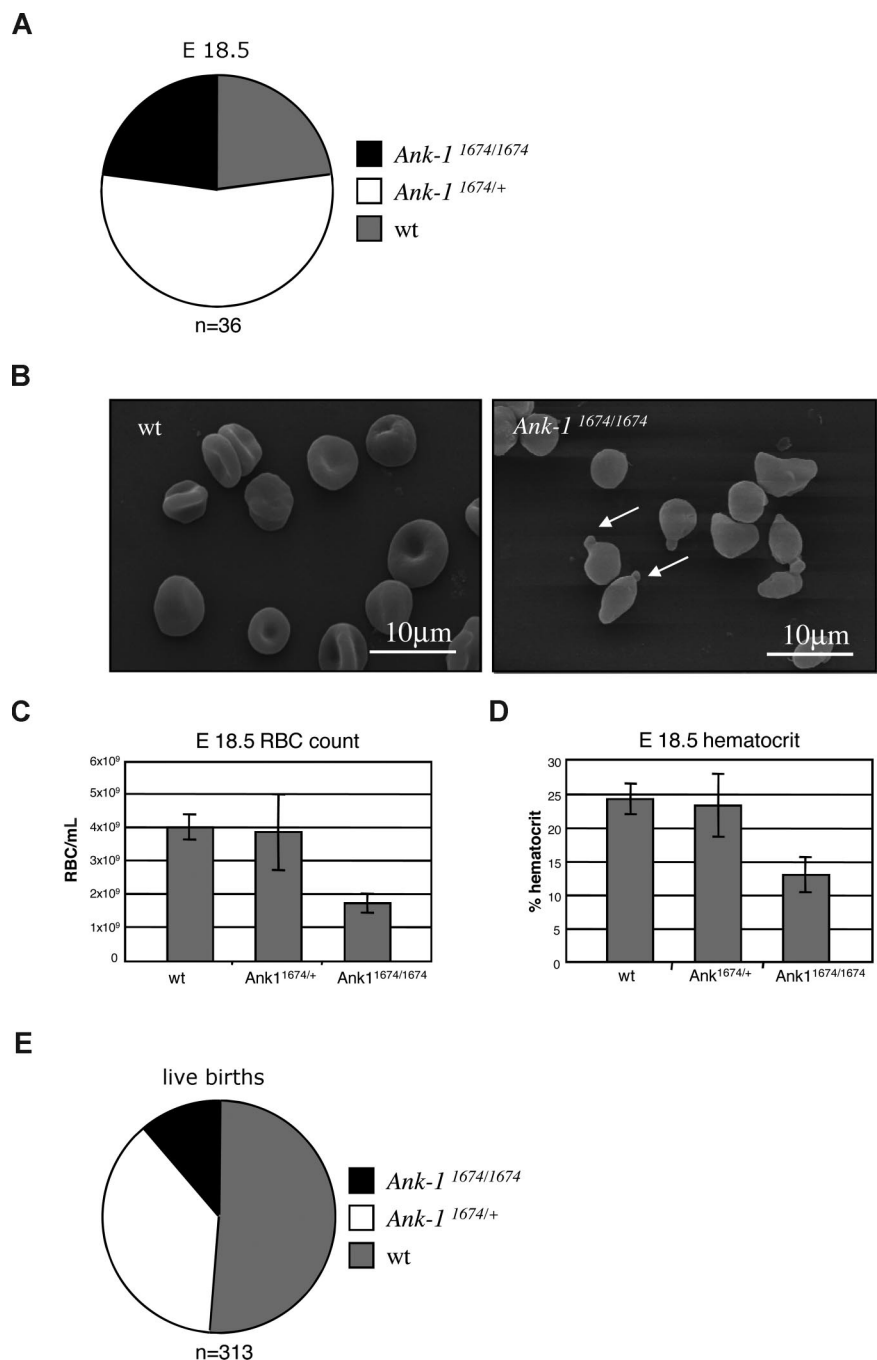 A
E 18.5
Ank-1 1674/1674
Ank-1 1674/+
wt
n=36
B
wt
10μm
Ank-1 1674/1674
10μm
C
E 18.5 RBC count
6x10⁹
5x10⁹
4x10⁹
3x10⁹
2x10⁹
1x10⁹
0
RBC/mL
wt
Ank1 1674/+
Ank1 1674/1674
D
E 18.5 hematocrit
30
25
20
15
10
5
0
% hematocrit
wt
Ank 1674/+
Ank1 1674/1674
E
live births
Ank-1 1674/1674
Ank-1 1674/+
wt
n=313